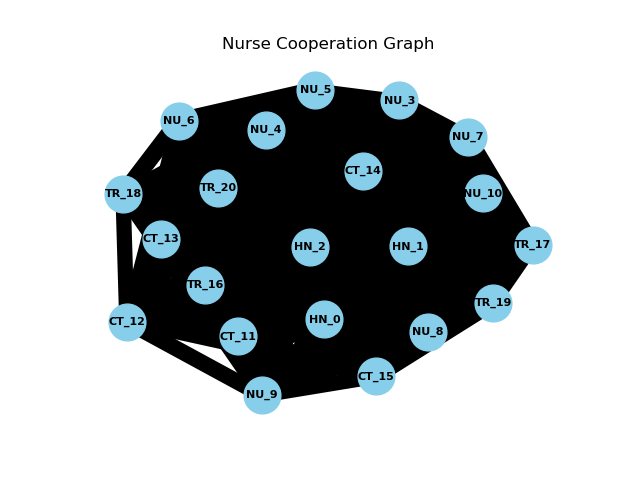 Nurse Cooperation Graph
NU_5
NU_3
NU_6
NU_4
NU_7
CT_14
TR_20
TR_18
NU_10
CT_13
HN_2
HN_1
TR_17
TR_16
TR_19
CT_12
HN_0
CT_11
NU_8
CT_15
NU_9